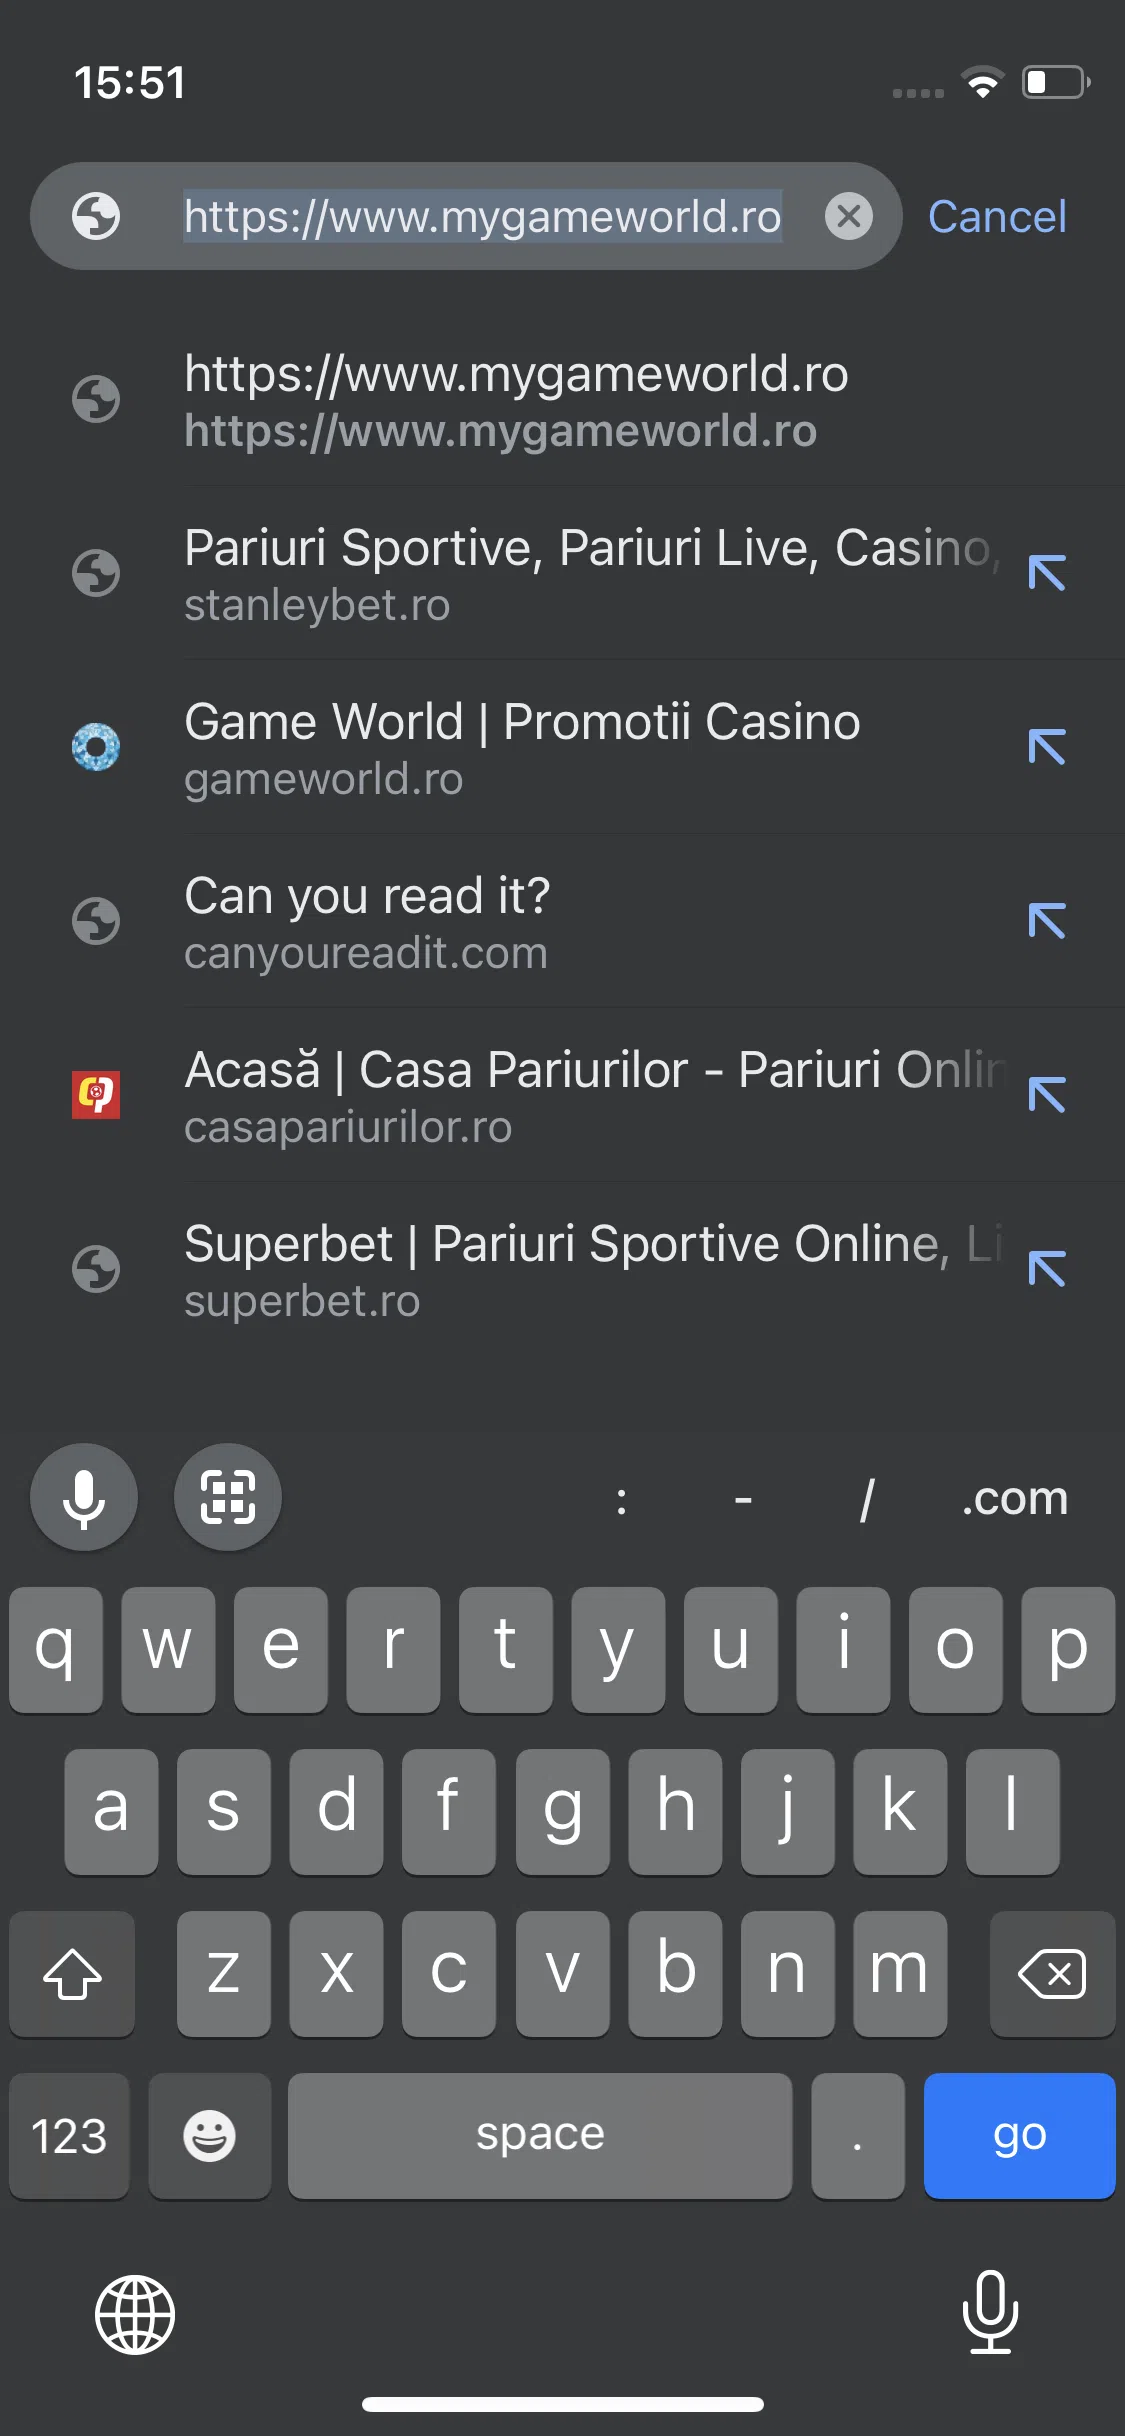 15:51
https://www.mygameworld.ro
Cancel
https://www.mygameworld.ro
https://www.mygameworld.ro
Pariuri Sportive, Pariuri Live, Casino,
stanleybet.ro
Game World | Promotii Casino
gameworld.ro
Can you read it?
canyoureadit.com
Acasă | Casa Pariurilor - Pariuri Onlin
casapariurilor.ro
Superbet | Pariuri Sportive Online, Li
superbet.ro
: - / .com
q w e r t y u i o p
a s d f g h j k l
z x c v b n m
123 space . go